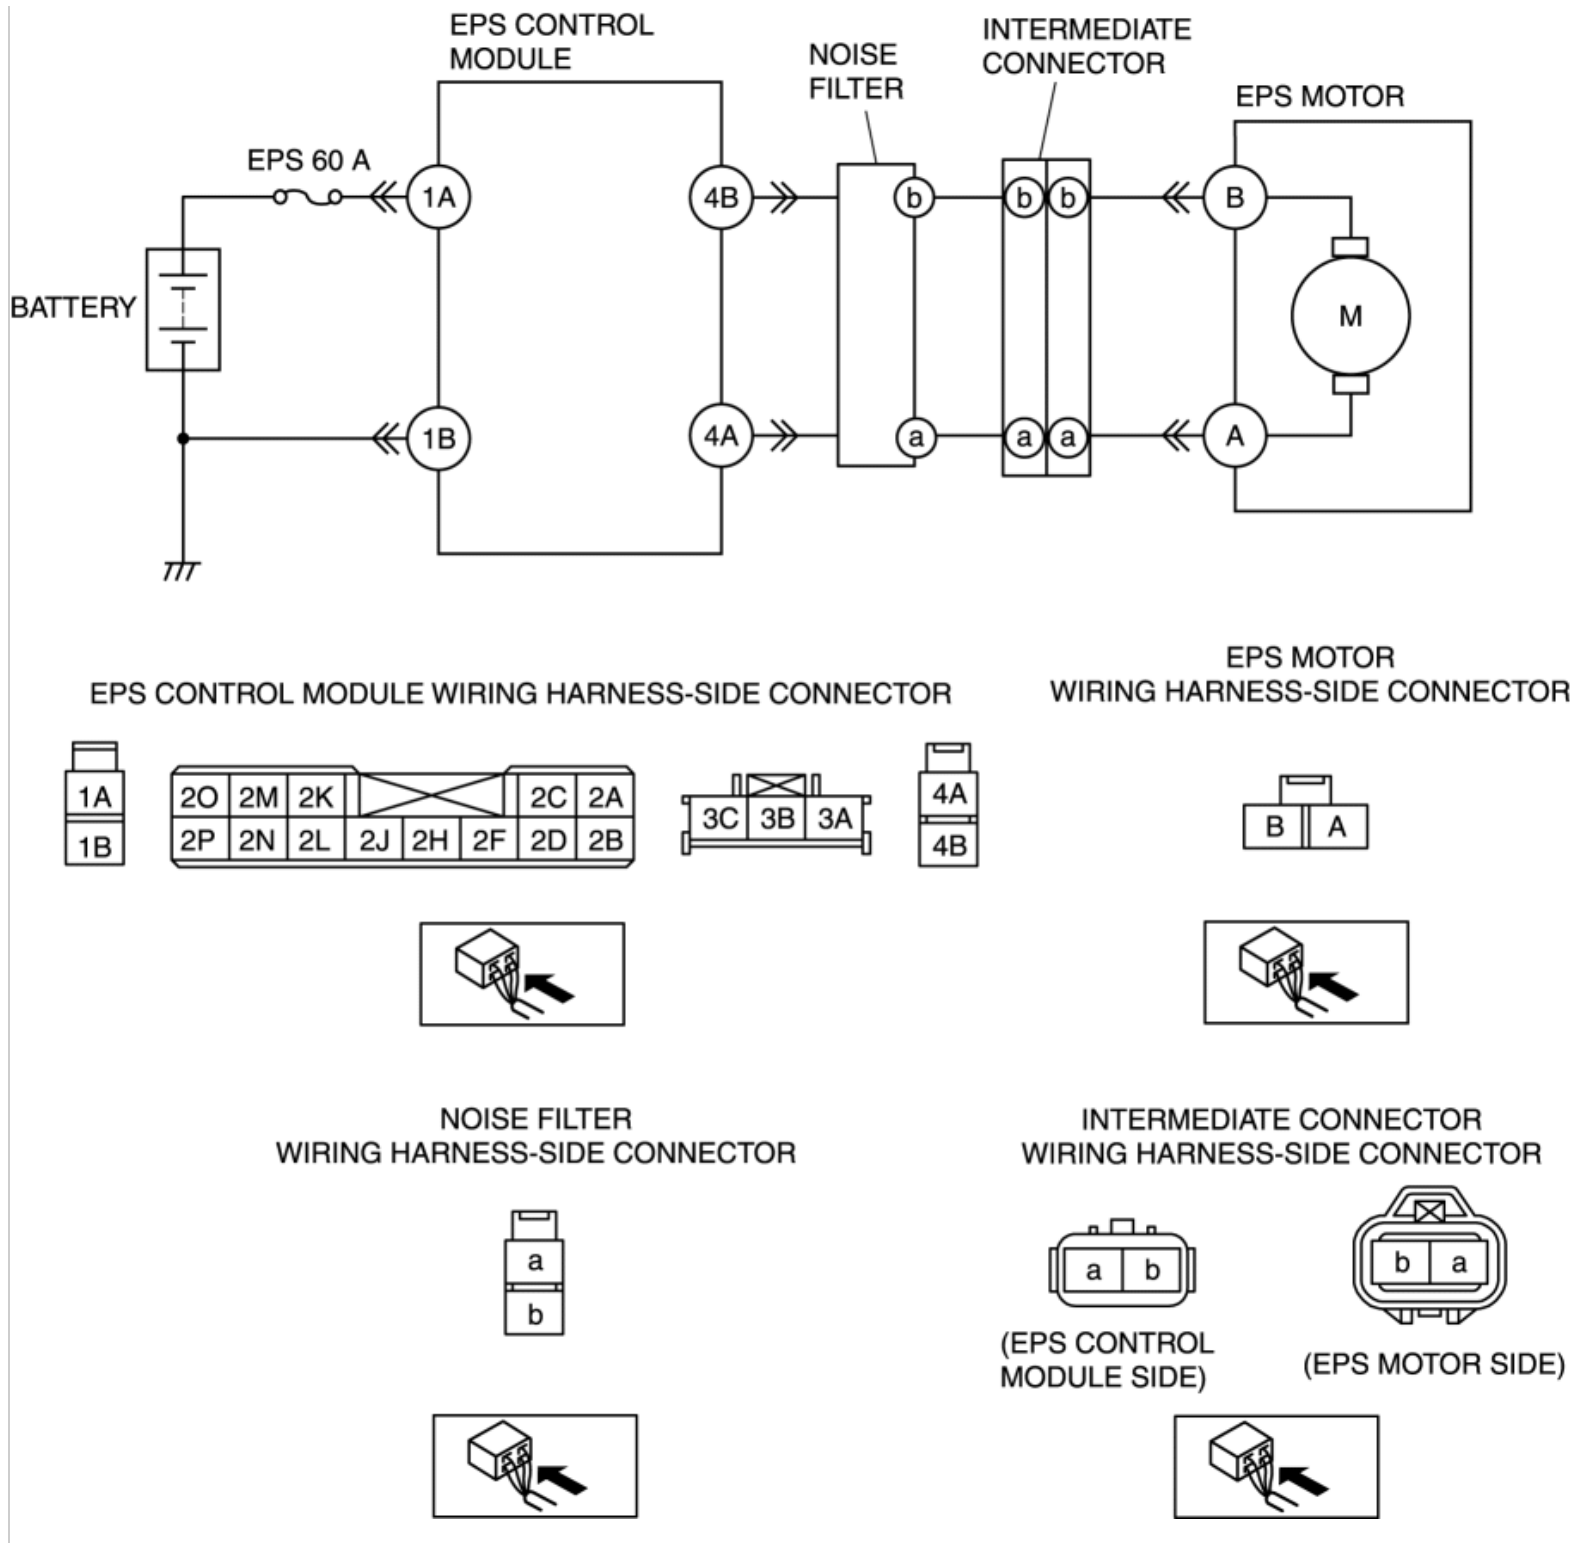 EPS CONTROL
MODULE
NOISE
FILTER
INTERMEDIATE
CONNECTOR
EPS MOTOR
EPS 60 A
1A
4B
b
b
b
B
BATTERY
M
1B
4A
a
a
a
A
EPS CONTROL MODULE WIRING HARNESS-SIDE CONNECTOR
EPS MOTOR
WIRING HARNESS-SIDE CONNECTOR
1A
1B
2O 2M 2K 2C 2A
2P 2N 2L 2J 2H 2F 2D 2B
3C 3B 3A
4A
4B
B A
NOISE FILTER
WIRING HARNESS-SIDE CONNECTOR
INTERMEDIATE CONNECTOR
WIRING HARNESS-SIDE CONNECTOR
a
b
a b
b a
(EPS CONTROL
MODULE SIDE)
(EPS MOTOR SIDE)